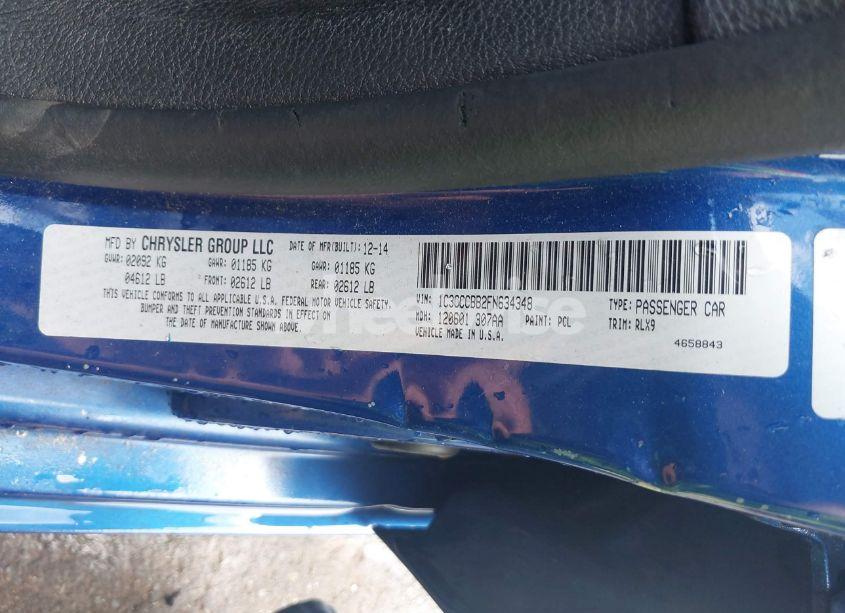 MFD BY CHRYSLER GROUP LLC DATE OF MFR(BUILT): 12-14
GVWR: 02092 KG GAWR: 01185 KG GAWR: 01185 KG
04612 LB FRONT: 02612 LB REAR: 02612 LB
THIS VEHICLE CONFORMS TO ALL APPLICABLE U.S.A. FEDERAL MOTOR VEHICLE SAFETY,
BUMPER AND THEFT PREVENTION STANDARDS IN EFFECT ON
THE DATE OF MANUFACTURE SHOWN ABOVE.
VIN: 1C3CCCBB2FN634348 TYPE: PASSENGER CAR
MDH: 120601 307AA PAINT: PCL TRIM: RLX9
VEHICLE MADE IN U.S.A.
4658843